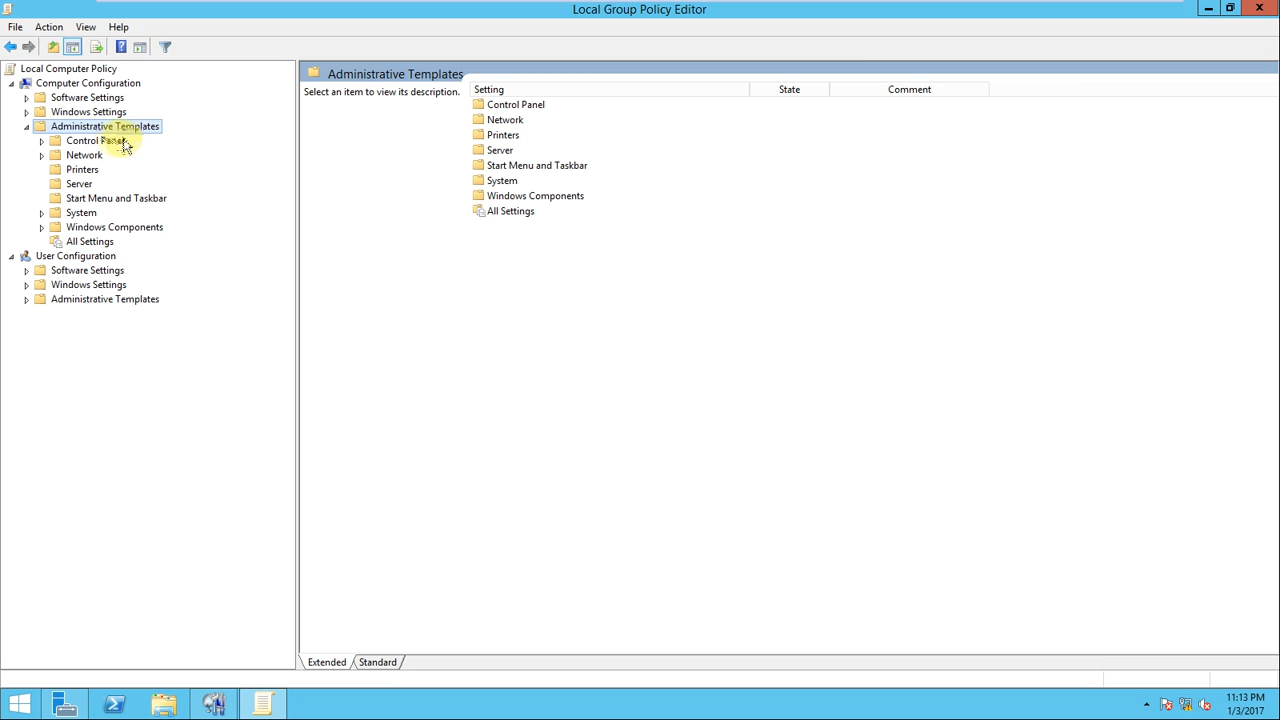 Local Group Policy Editor
File Action View Help
Local Computer Policy
Computer Configuration
Software Settings
Windows Settings
Administrative Templates
Control Panel
Network
Printers
Server
Start Menu and Taskbar
System
Windows Components
All Settings
User Configuration
Software Settings
Windows Settings
Administrative Templates
Administrative Templates
Select an item to view its description.
Setting State Comment
Control Panel
Network
Printers
Server
Start Menu and Taskbar
System
Windows Components
All Settings
Extended Standard
11:13 PM
1/3/2017